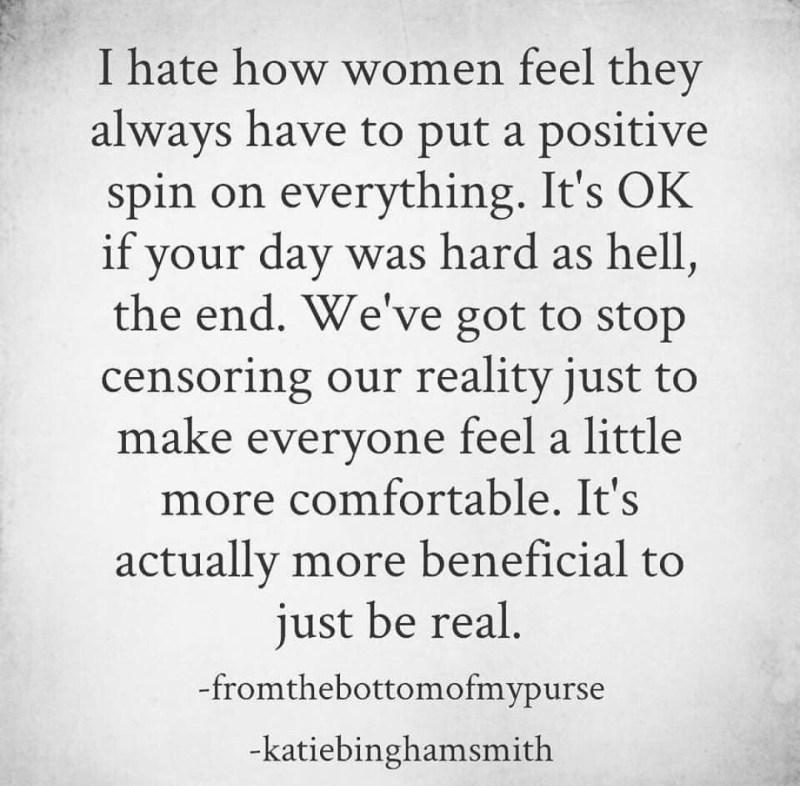 I hate how women feel they
always have to put a positive
spin on everything. It's OK
if your day was hard as hell,
the end. We've got to stop
censoring our reality just to
make everyone feel a little
more comfortable. It's
actually more beneficial to
just be real.
-fromthebottomofmypurse
-katiebinghamsmith